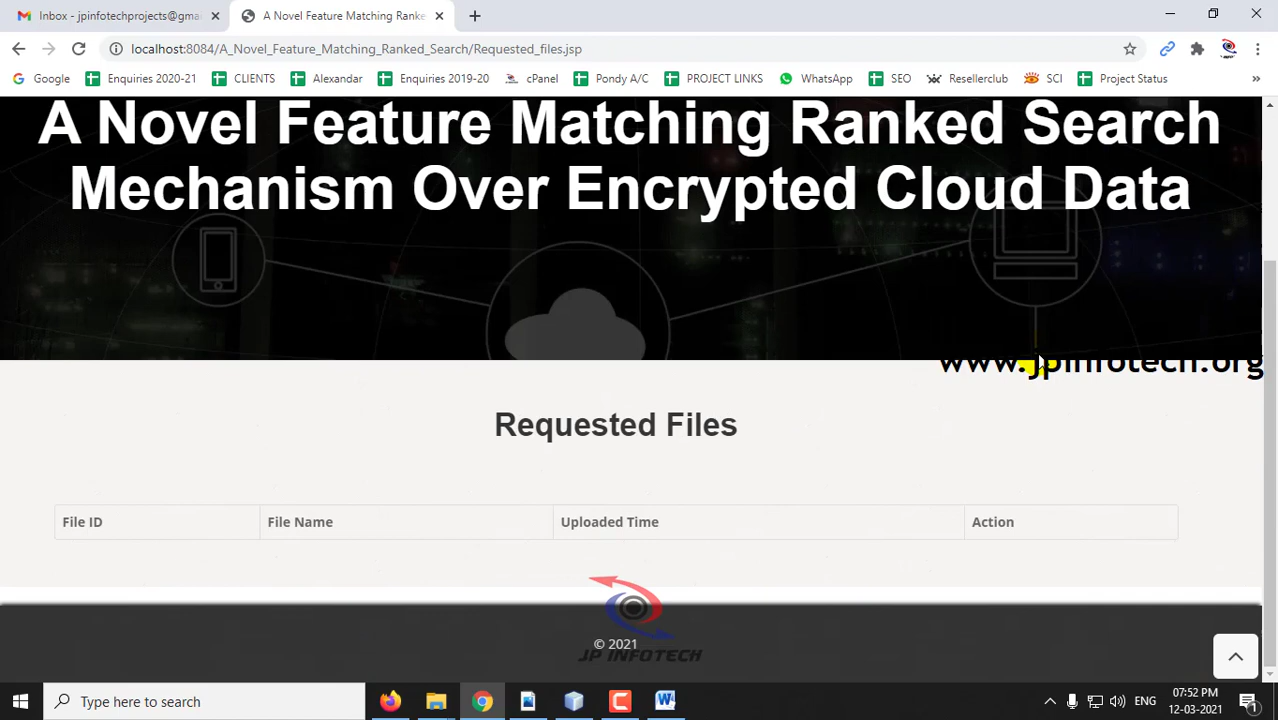 Inbox - jpinfotechprojects@gma
A Novel Feature Matching Ranke
localhost:8084/A_Novel_Feature_Matching_Ranked_Search/Requested_files.jsp
Google
Enquiries 2020-21
CLIENTS
Alexandar
Enquiries 2019-20
cPanel
Pondy A/C
PROJECT LINKS
WhatsApp
SEO
Resellerclub
SCI
Project Status
A Novel Feature Matching Ranked Search
Mechanism Over Encrypted Cloud Data
www.jpinfotech.org
Requested Files
File ID
File Name
Uploaded Time
Action
© 2021
JP INFOTECH
Type here to search
ENG
07:52 PM
12-03-2021
1